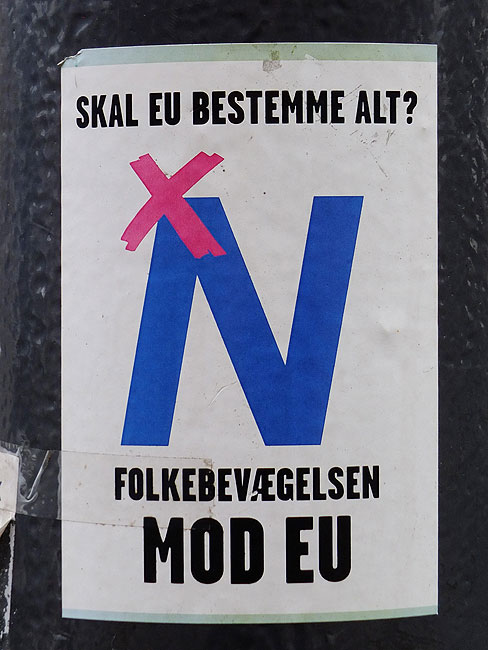 SKAL EU BESTEMME ALT?
N
FOLKEBEVÆGELSEN
MOD EU